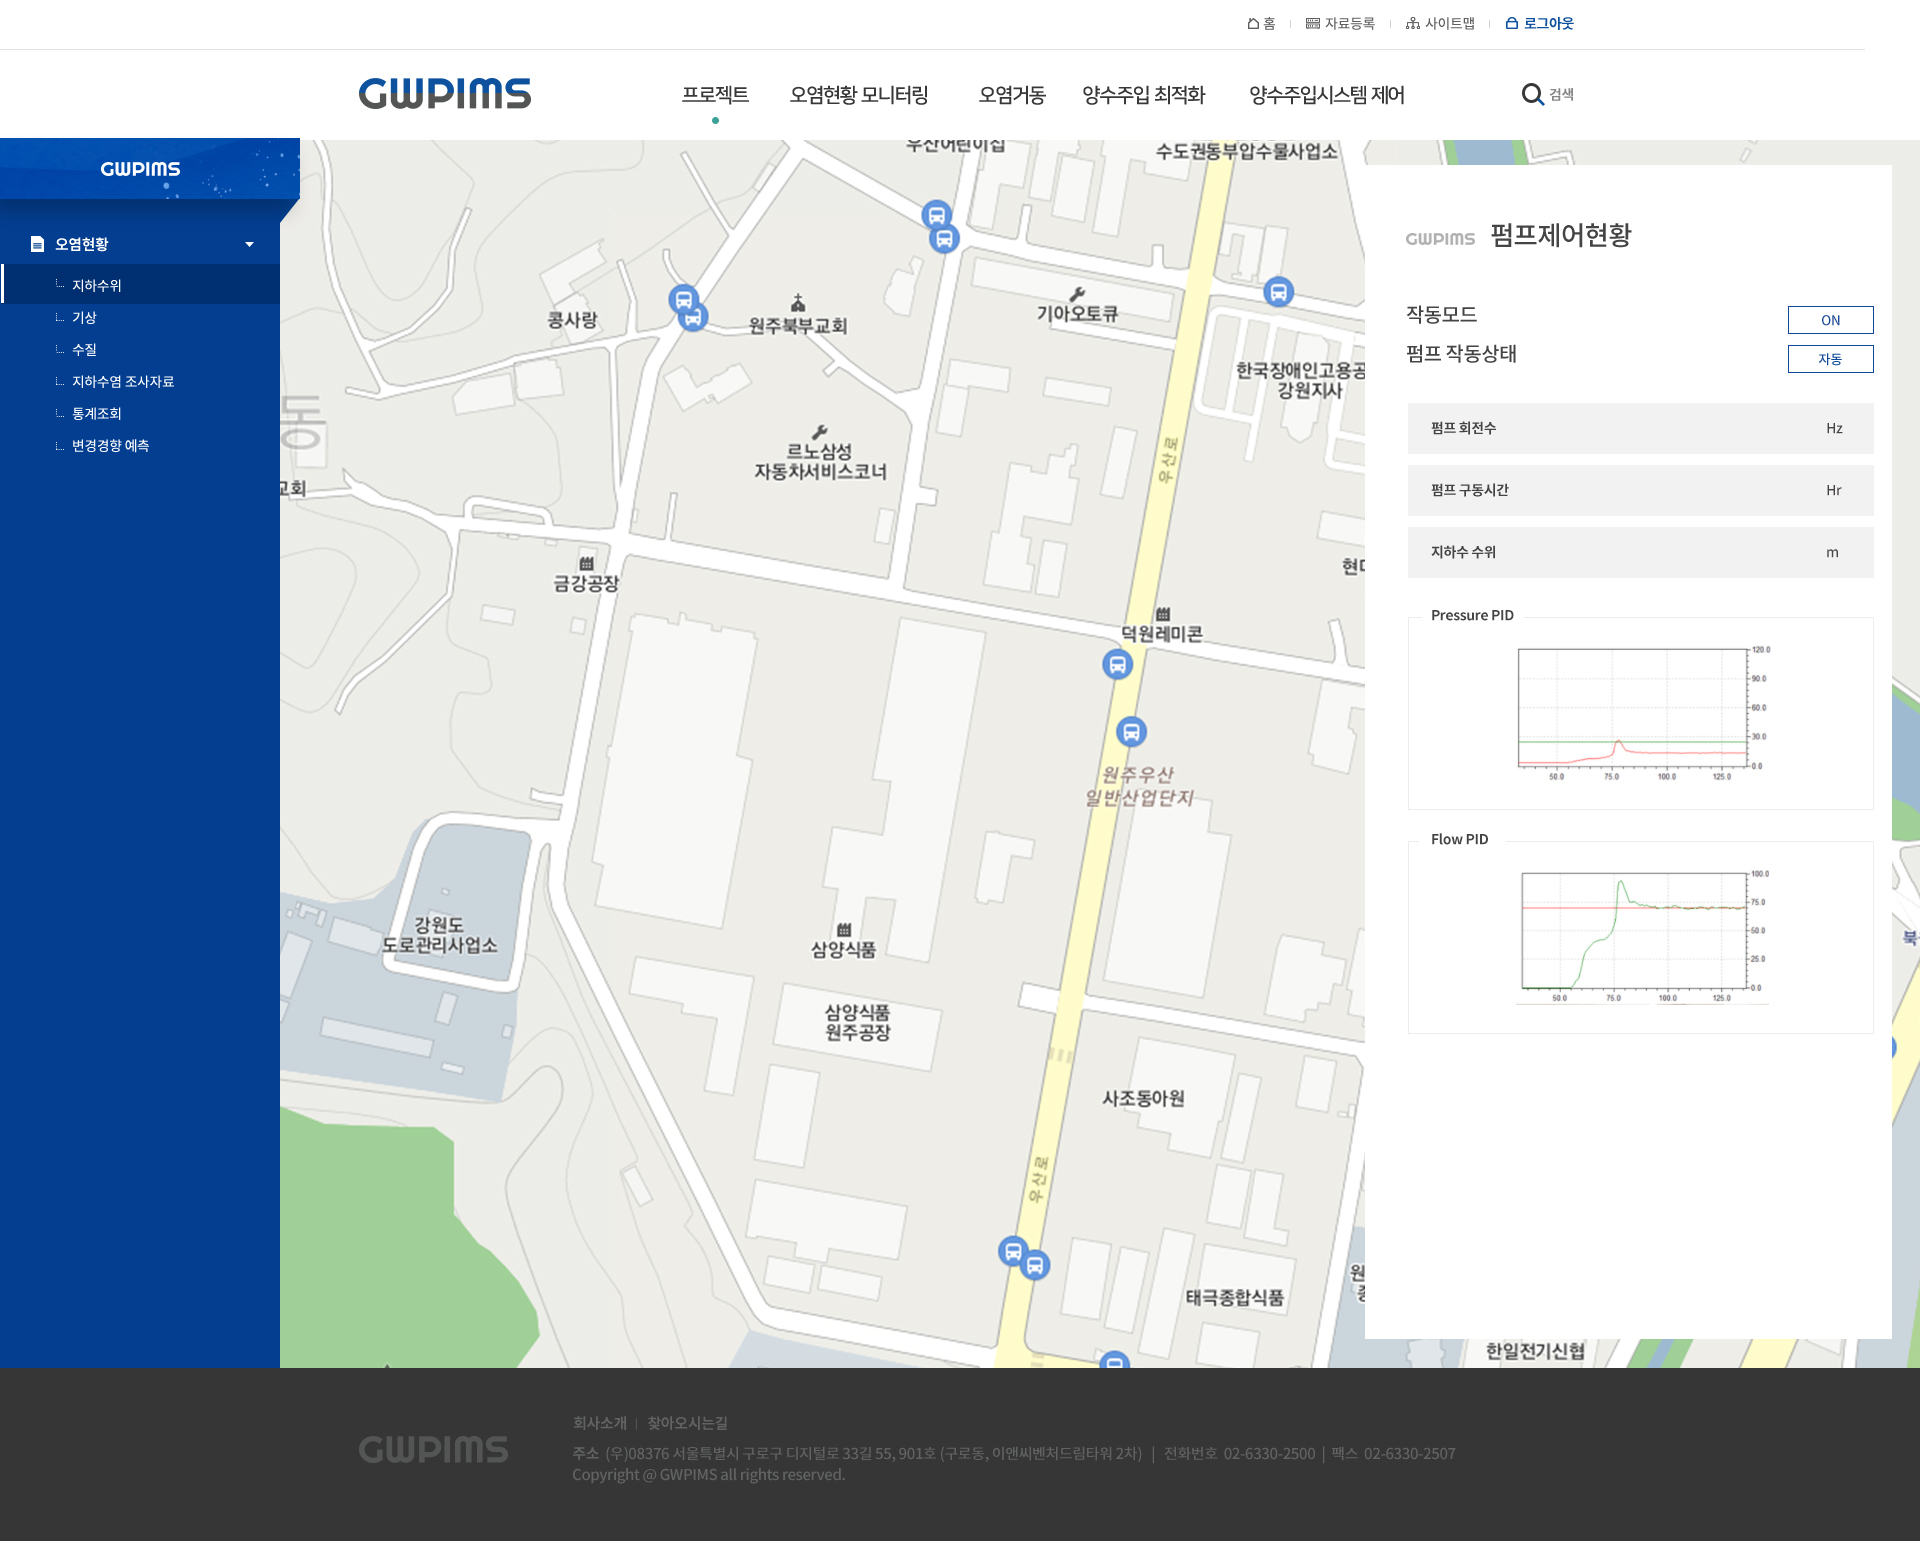 홈
자료등록
사이트맵
로그아웃
GWPIMS
프로젝트
오염현황 모니터링
오염거동
양수주입 최적화
양수주입시스템 제어
검색
GWPIMS
오염현황
지하수위
기상
수질
지하수염 조사자료
통계조회
변경경향 예측
우산어린이집
수도권동부압수물사업소
콩사랑
원주북부교회
기아오토큐
한국장애인고용공
강원지사
동
르노삼성
자동차서비스코너
우산로
교회
금강공장
현대
덕원레미콘
원주우산
일반산업단지
강원도
도로관리사업소
삼양식품
삼양식품
원주공장
사조동아원
우산로
태극종합식품
원
종
한일전기신협
북
GWPIMS 펌프제어현황
작동모드
ON
펌프 작동상태
자동
펌프 회전수
Hz
펌프 구동시간
Hr
지하수 수위
m
Pressure PID
120.0
90.0
60.0
30.0
0.0
50.0
75.0
100.0
125.0
Flow PID
100.0
75.0
50.0
25.0
0.0
50.0
75.0
100.0
125.0
GWPIMS
회사소개 | 찾아오시는길
주소 (우)08376 서울특별시 구로구 디지털로 33길 55, 901호 (구로동, 이앤씨벤처드림타워 2차) | 전화번호 02-6330-2500 | 팩스 02-6330-2507
Copyright @ GWPIMS all rights reserved.